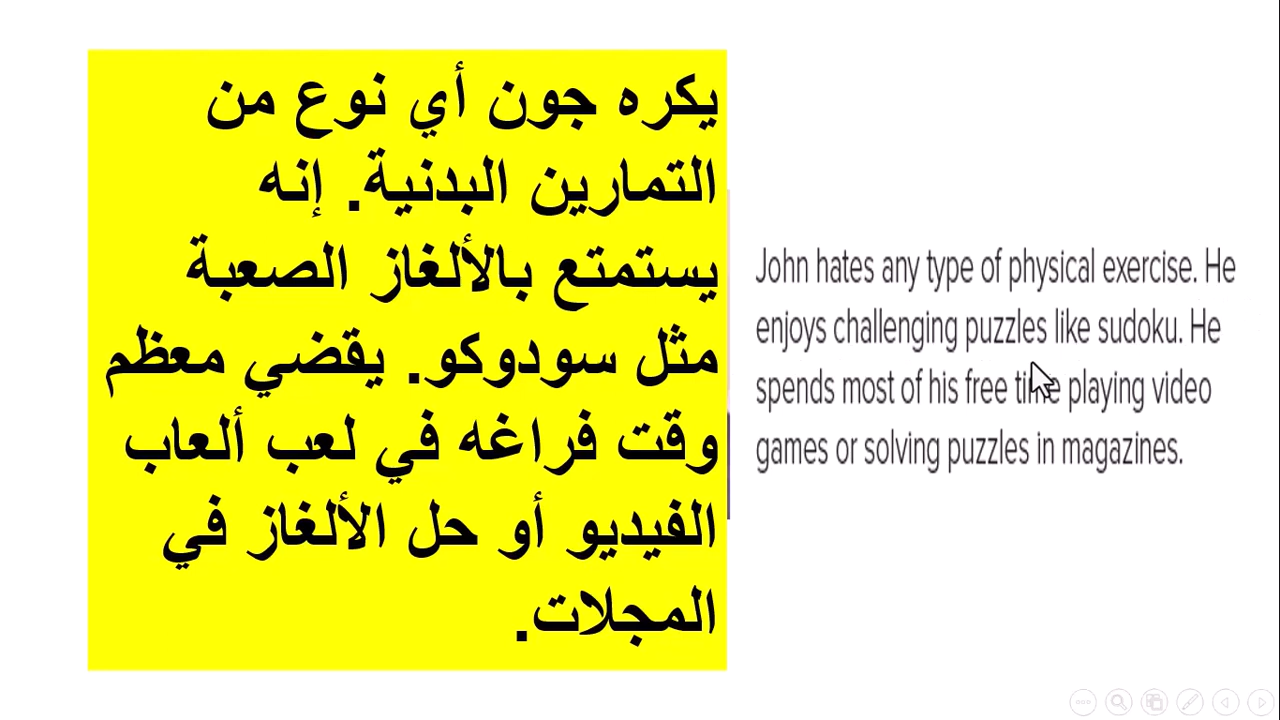 يكره جون أي نوع من
التمارين البدنية. إنه
يستمتع بالألغاز الصعبة
مثل سودوكو. يقضي معظم
وقت فراغه في لعب ألعاب
الفيديو أو حل الألغاز في
المجلات.
John hates any type of physical exercise. He
enjoys challenging puzzles like sudoku. He
spends most of his free time playing video
games or solving puzzles in magazines.